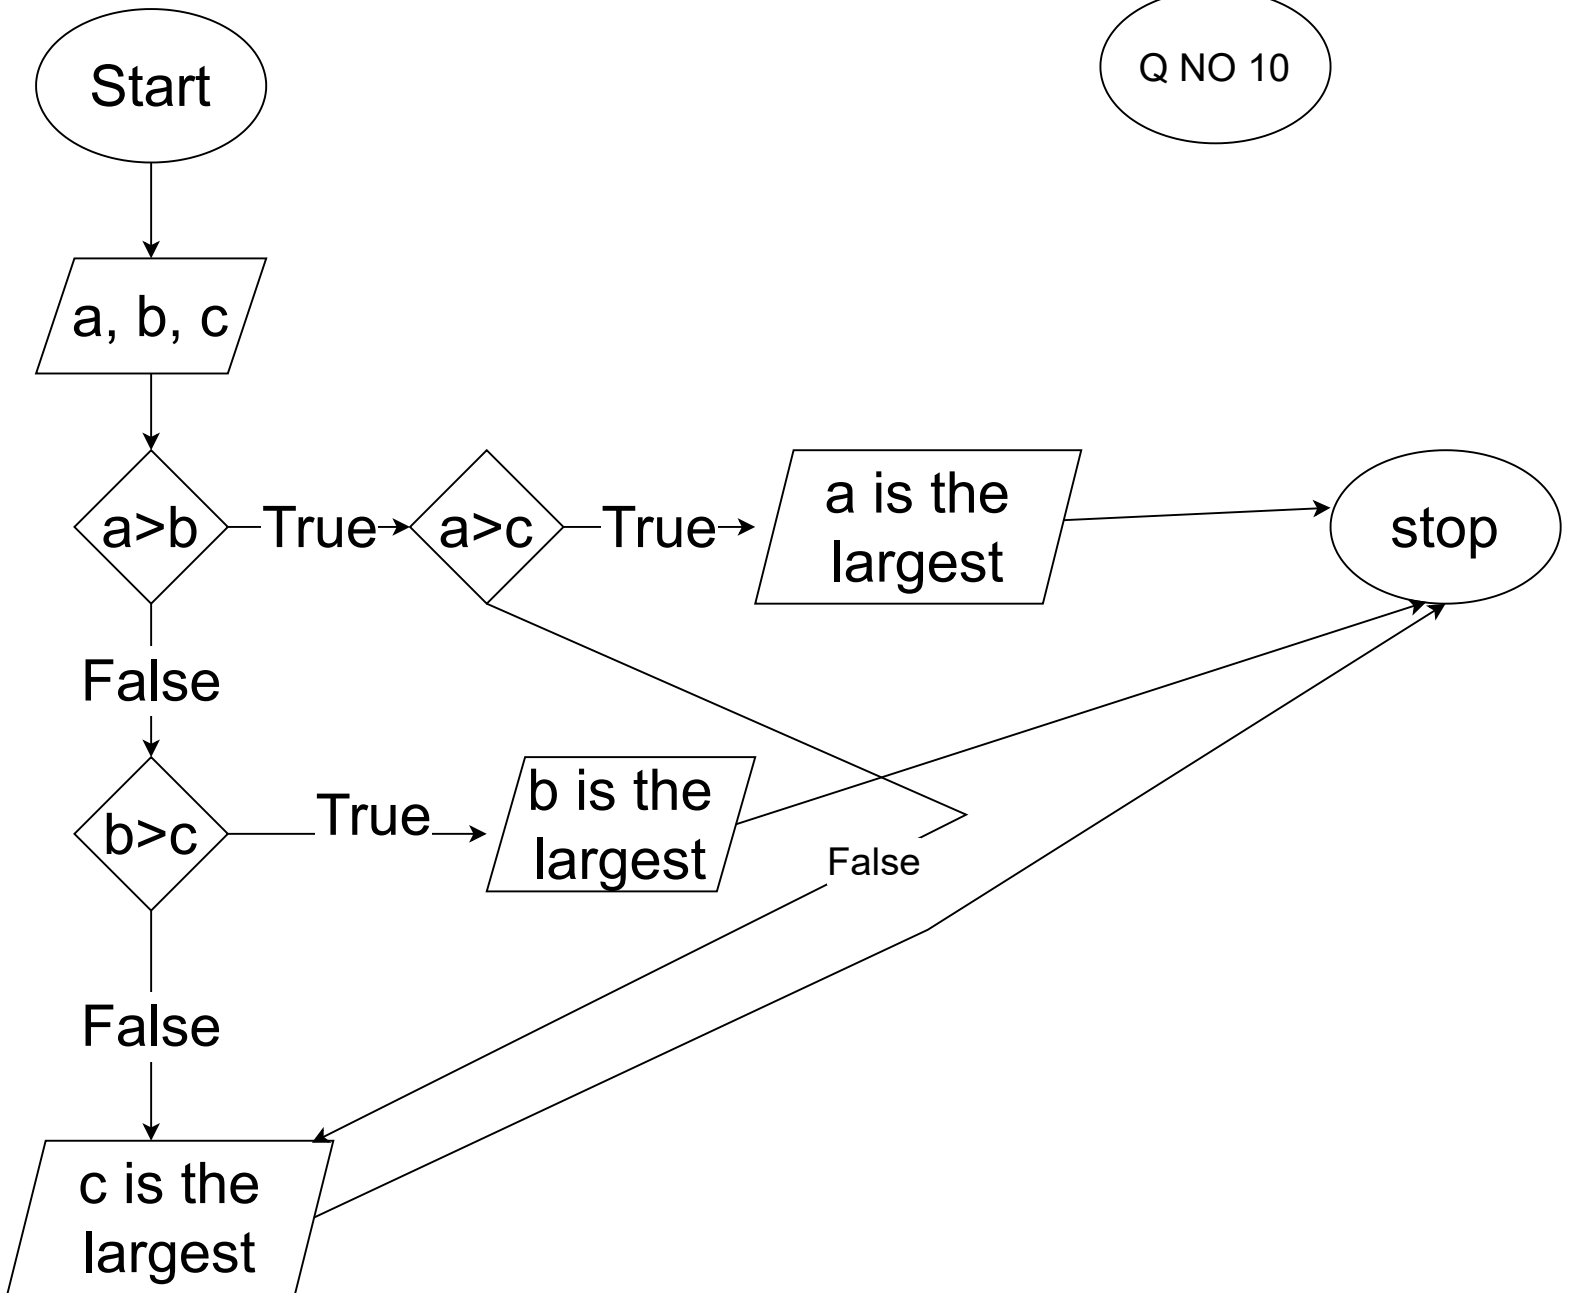 Start
Q NO 10
a, b, c
a>b
True
a>c
True
a is the
largest
stop
False
b>c
True
b is the
largest
False
False
c is the
largest